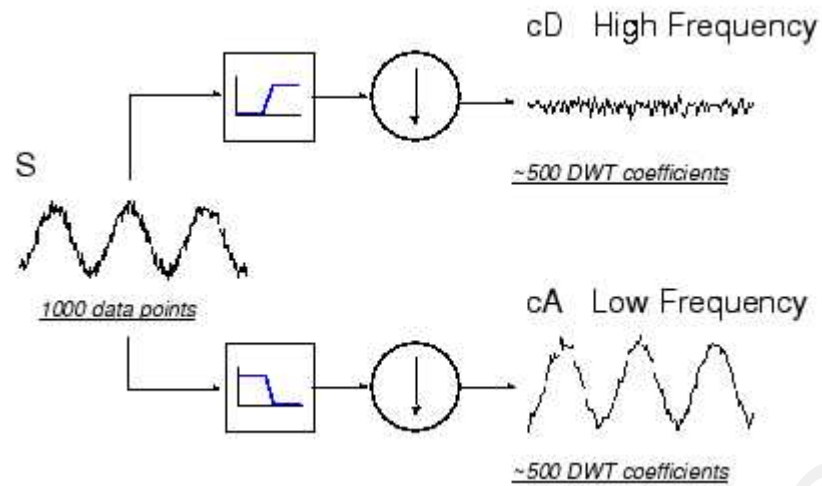 cD High Frequency
~500 DWT coefficients
S
1000 data points
cA Low Frequency
~500 DWT coefficients